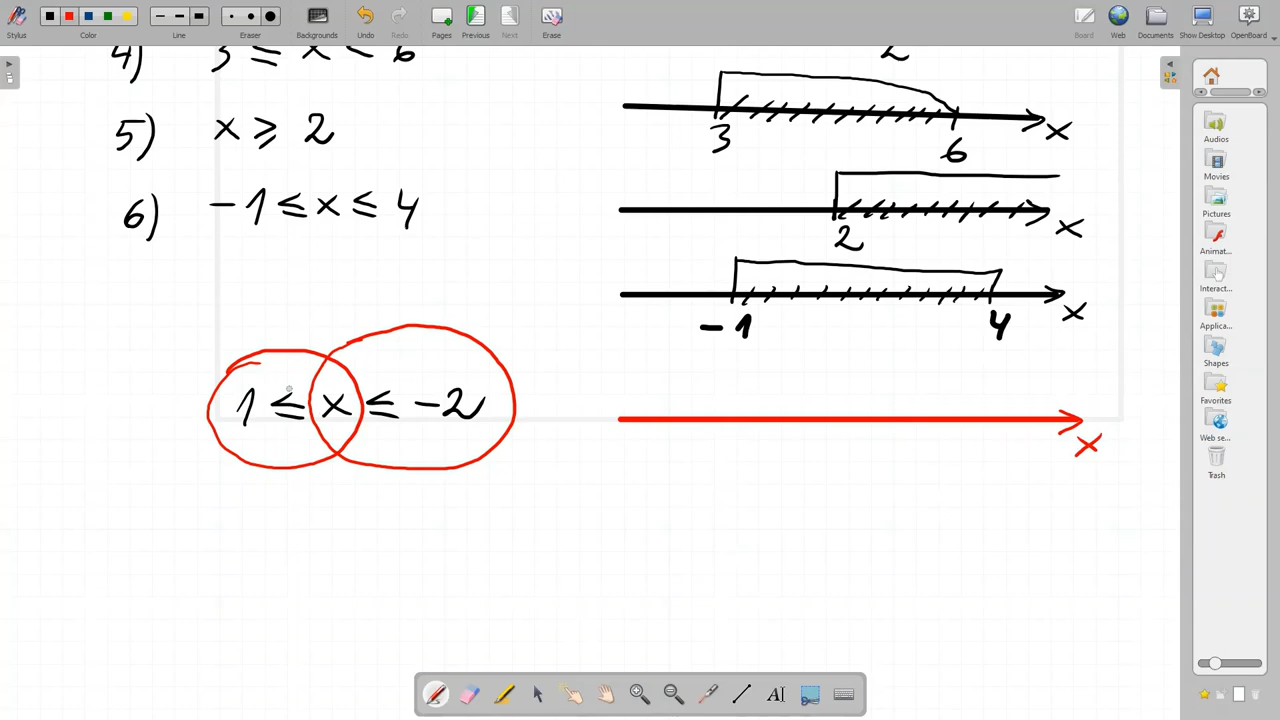 Stylus
Color
Line
Eraser
Backgrounds
Undo
Redo
Pages
Previous
Next
Erase
Board
Web
Documents
Show Desktop
OpenBoard
4) 3 ≤ x < 6
2
3 6 x
5) x ≥ 2
2 x
6) -1 ≤ x ≤ 4
-1 4 x
1 ≤ x ≤ -2
x
Audios
Movies
Pictures
Animat...
Interact...
Applica...
Shapes
Favorites
Web se...
Trash
AI